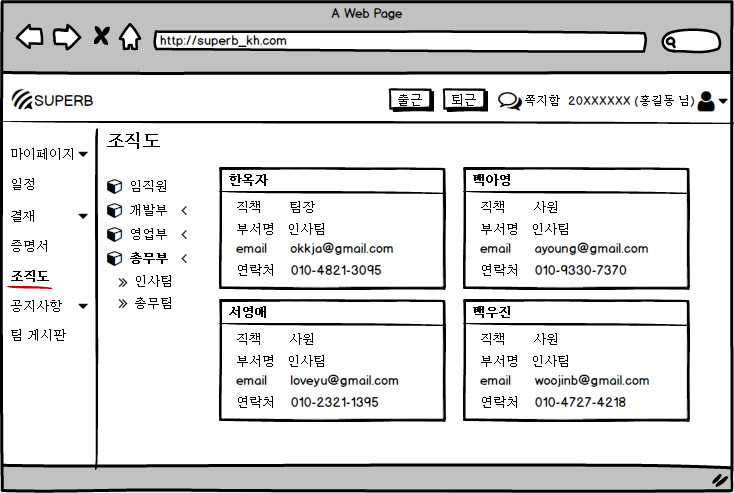 A Web Page
http://superb_kh.com
SUPERB
출근 퇴근 쪽지함 20XXXXXX (홍길동 님)
마이페이지
일정
결재
증명서
조직도
공지사항
팀 게시판
조직도
임직원
개발부
영업부
총무부
인사팀
총무팀
한옥자
직책 팀장
부서명 인사팀
email okkja@gmail.com
연락처 010-4821-3095
백아영
직책 사원
부서명 인사팀
email ayoung@gmail.com
연락처 010-9330-7370
서영애
직책 사원
부서명 인사팀
email loveyu@gmail.com
연락처 010-2321-1395
백우진
직책 사원
부서명 인사팀
email woojinb@gmail.com
연락처 010-4727-4218